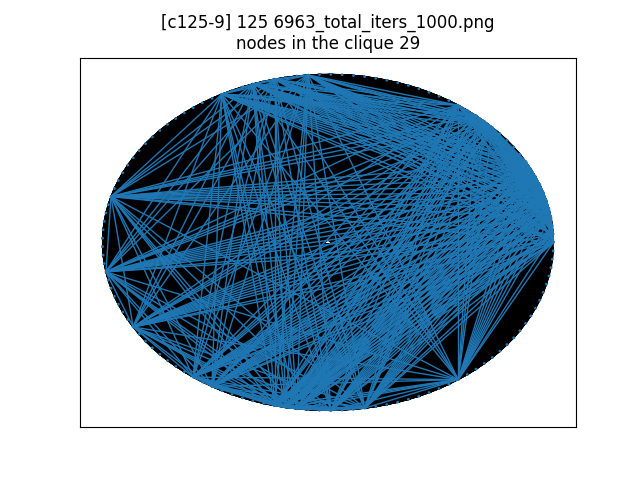 [c125-9] 125 6963_total_iters_1000.png
nodes in the clique 29